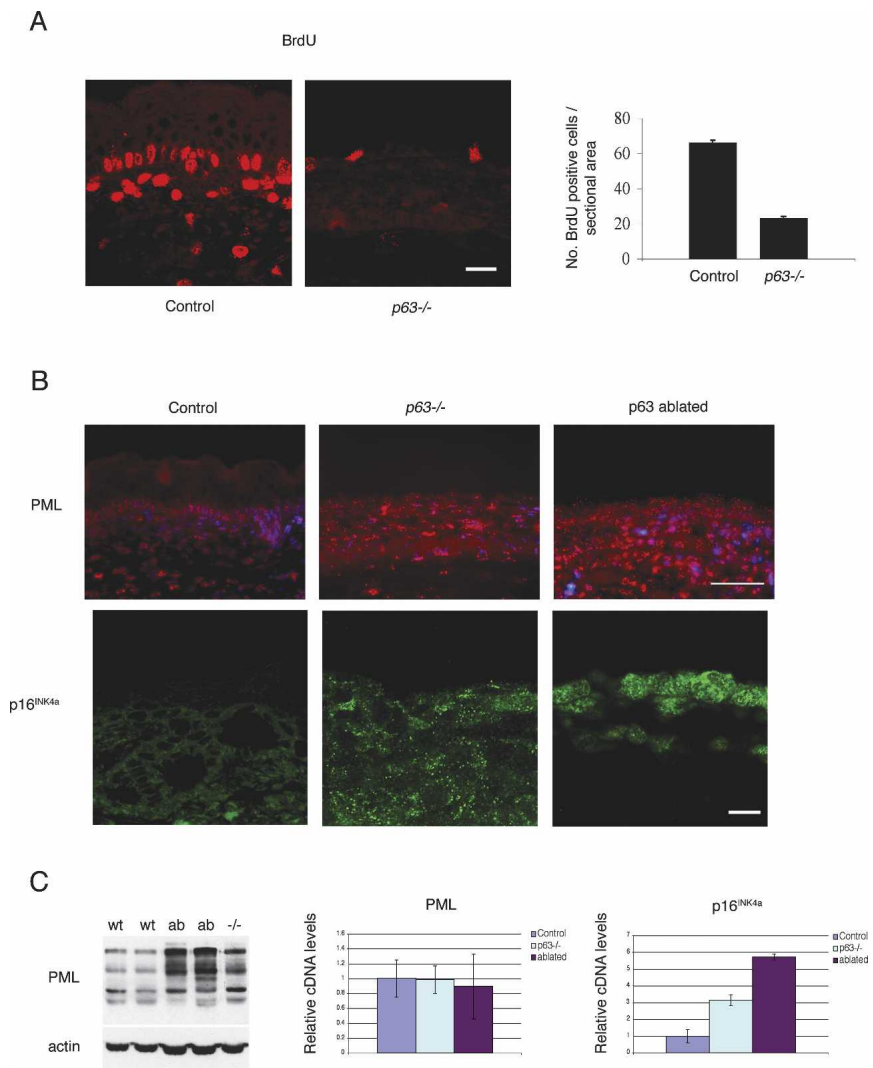 A
BrdU
Control
p63-/-
No. BrdU positive cells /
sectional area
80
60
40
20
0
Control
p63-/-
B
Control
p63-/-
p63 ablated
PML
p16INK4a
C
wt wt ab ab -/-
PML
actin
PML
Relative cDNA levels
1.6
1.4
1.2
1
0.8
0.6
0.4
0.2
0
Control
p63-/-
ablated
p16INK4a
Relative cDNA levels
7
6
5
4
3
2
1
0
Control
p63-/-
ablated